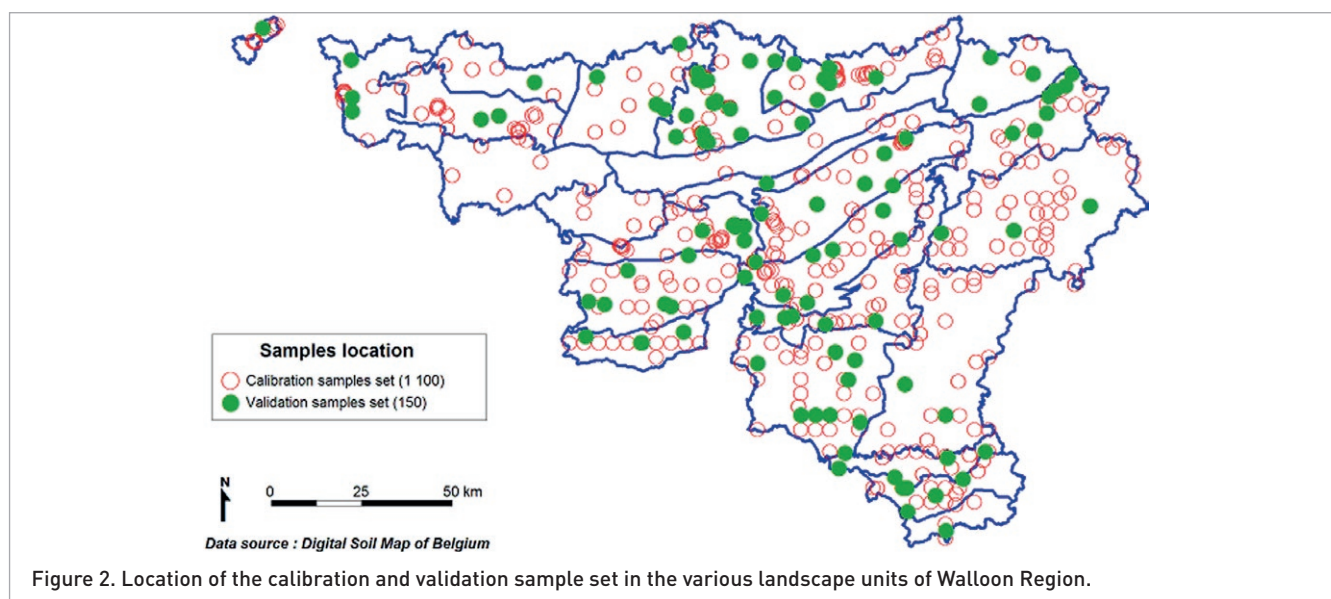 Samples location
Calibration samples set (1 100)
Validation samples set (150)
N
0 25 50 km
Data source : Digital Soil Map of Belgium
Figure 2. Location of the calibration and validation sample set in the various landscape units of Walloon Region.